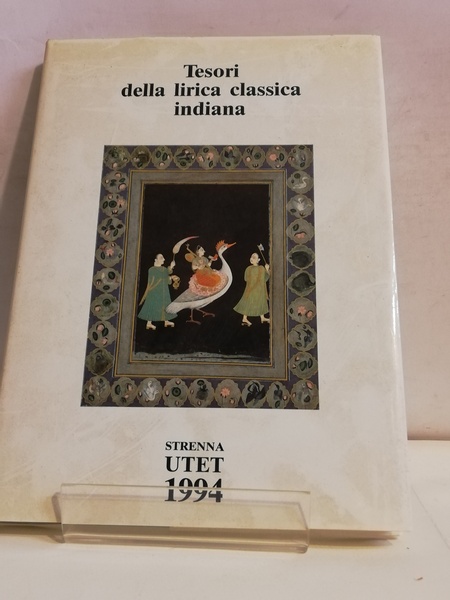 Tesori
della lirica classica
indiana
STRENNA
UTET
1994